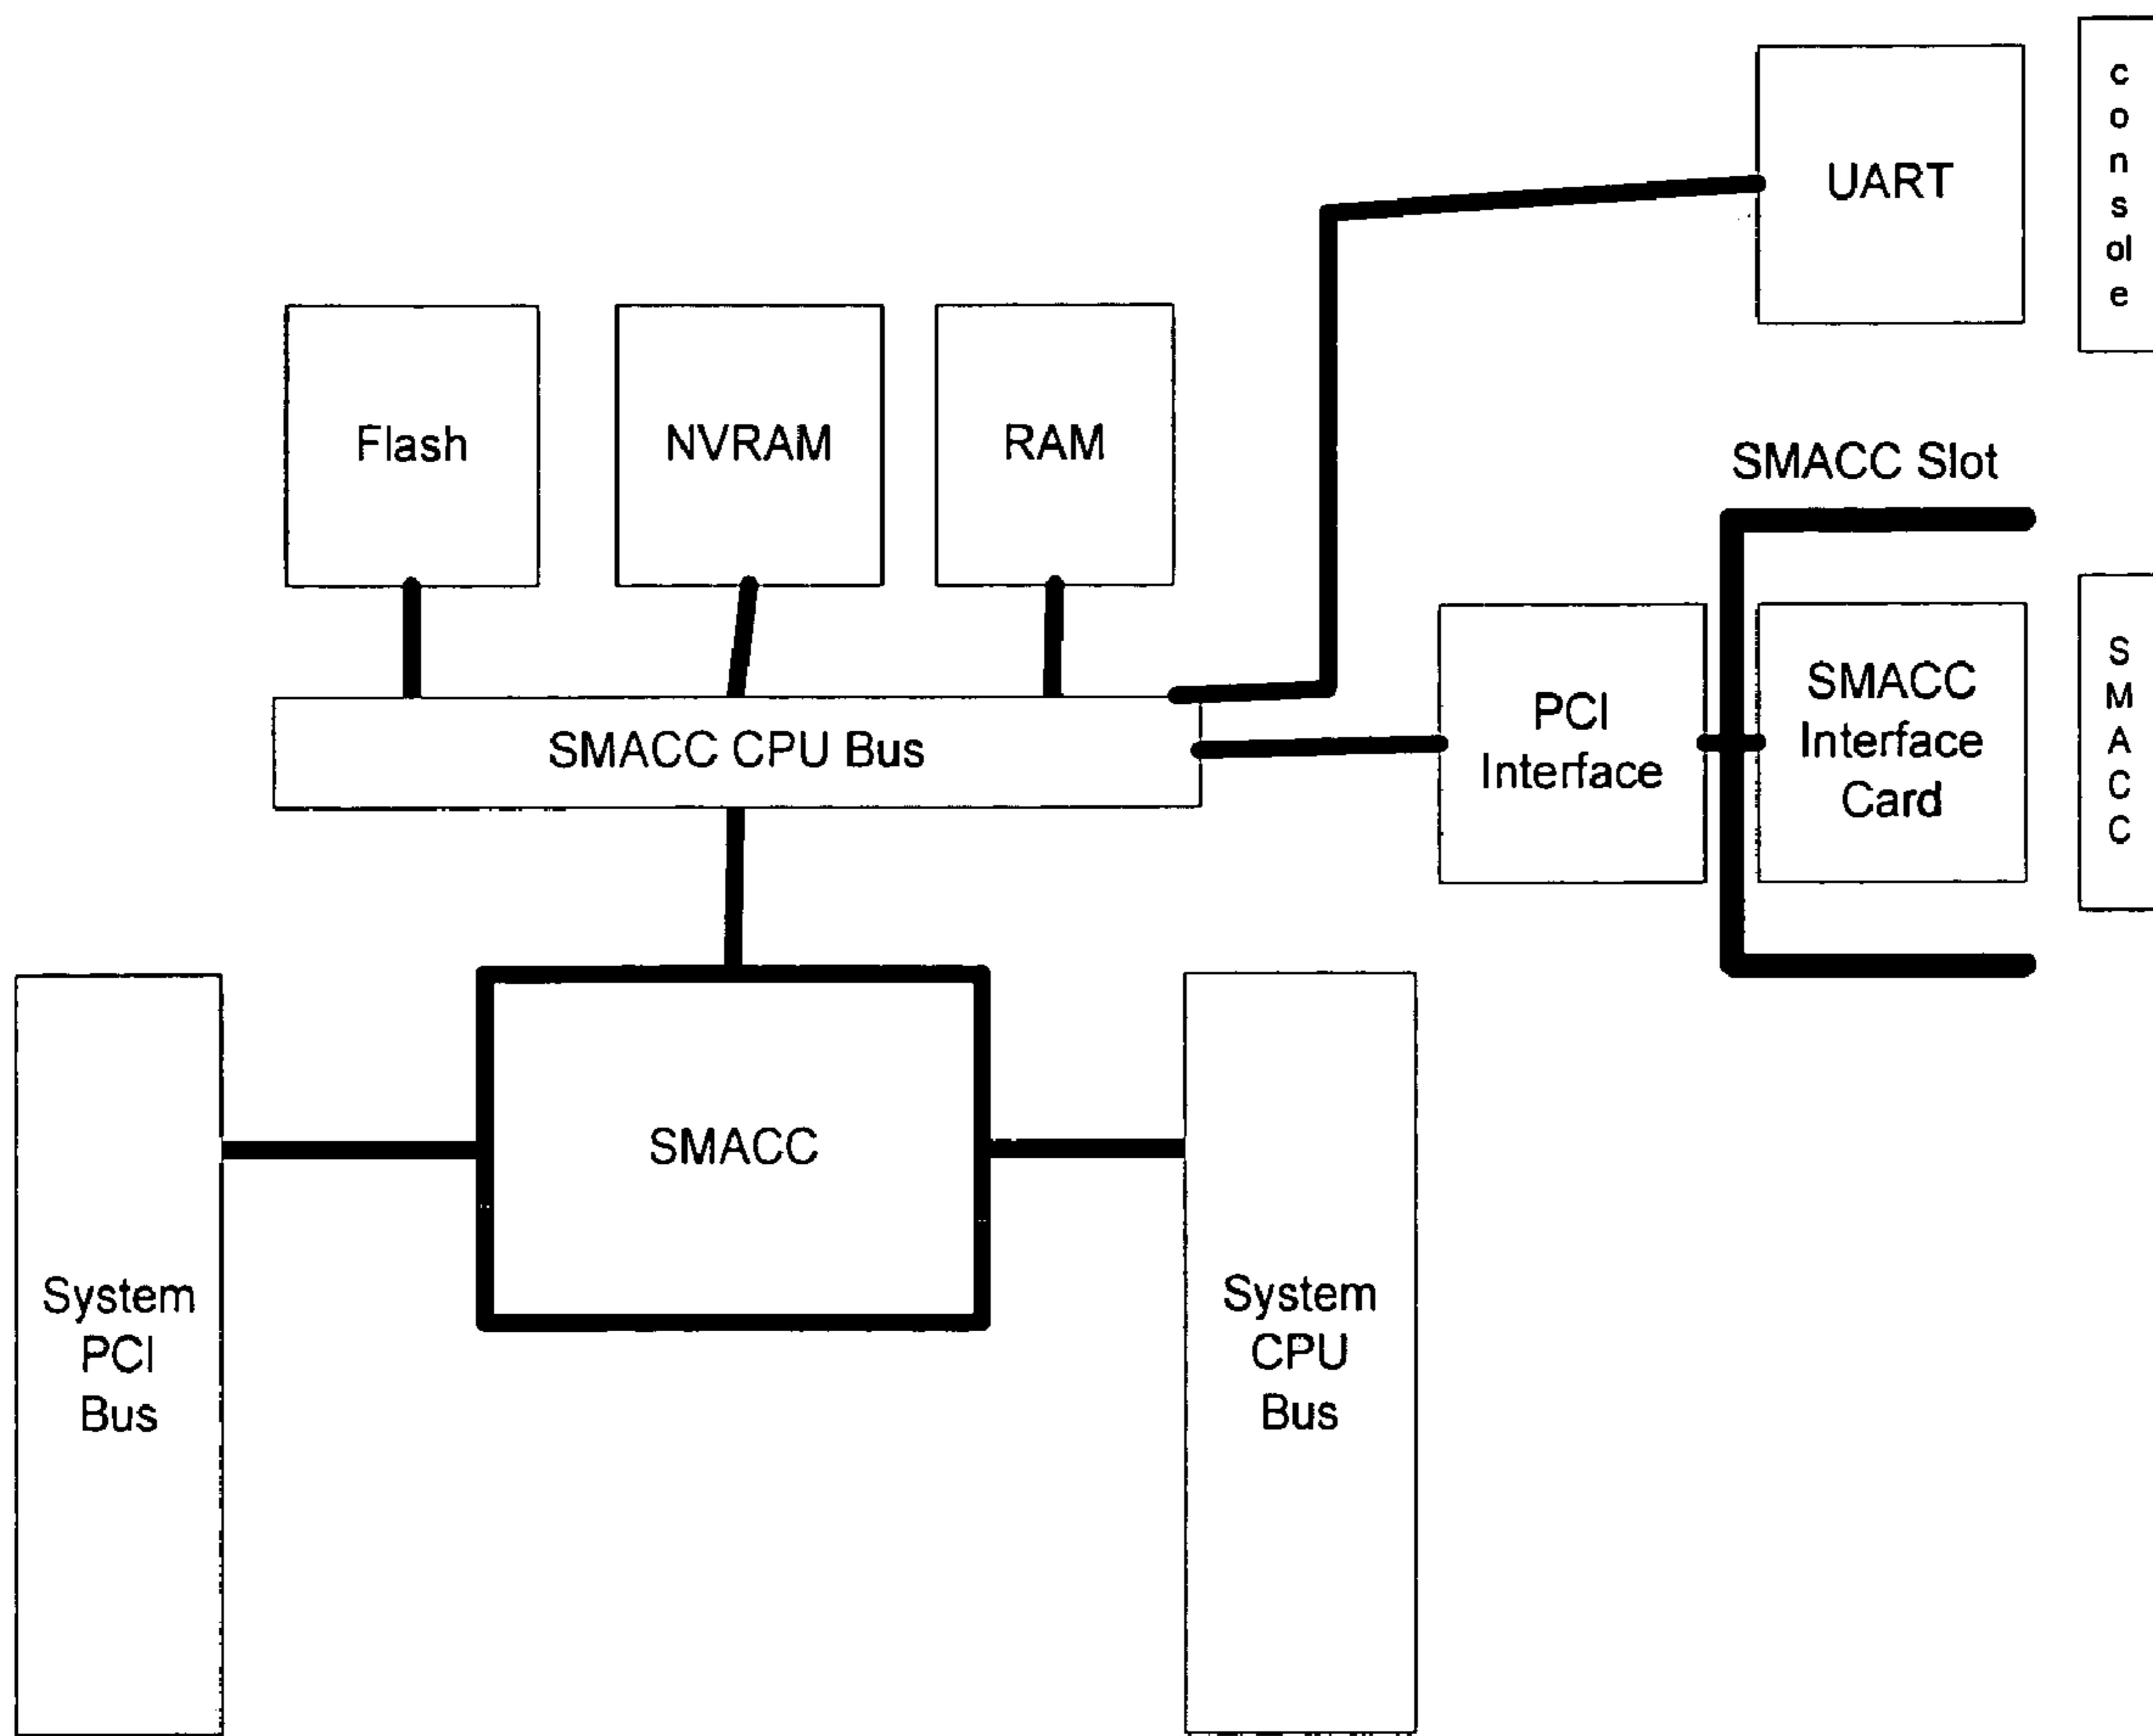 UART
c
o
n
s
ol
e
Flash
NVRAM
RAM
SMACC Slot
SMACC CPU Bus
PCI
Interface
SMACC
Interface
Card
S
M
A
C
C
SMACC
System
PCI
Bus
System
CPU
Bus